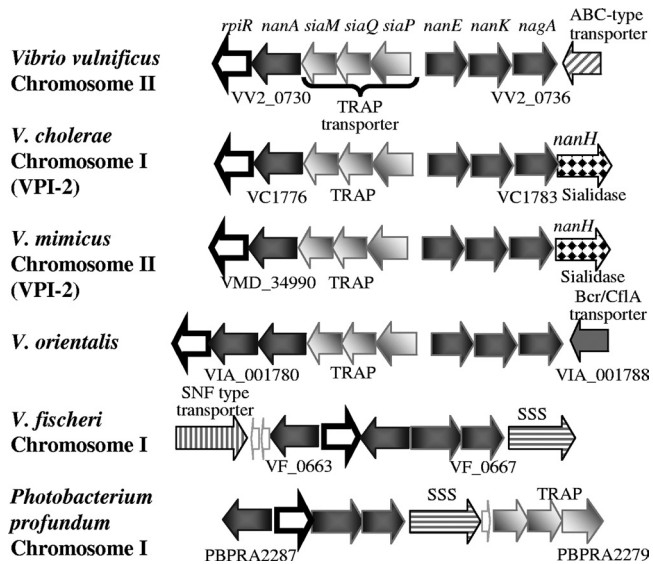 rpiR nanA siaM siaQ siaP nanE nanK nagA
ABC-type
transporter
Vibrio vulnificus
Chromosome II
VV2_0730
VV2_0736
TRAP
transporter
V. cholerae
Chromosome I
(VPI-2)
nanH
VC1776
TRAP
VC1783
Sialidase
V. mimicus
Chromosome II
(VPI-2)
nanH
VMD_34990
TRAP
Sialidase
Bcr/CflA
transporter
V. orientalis
VIA_001780
TRAP
VIA_001788
SNF type
transporter
V. fischeri
Chromosome I
SSS
VF_0663
VF_0667
Photobacterium
profundum
Chromosome I
SSS
TRAP
PBPRA2287
PBPRA2279